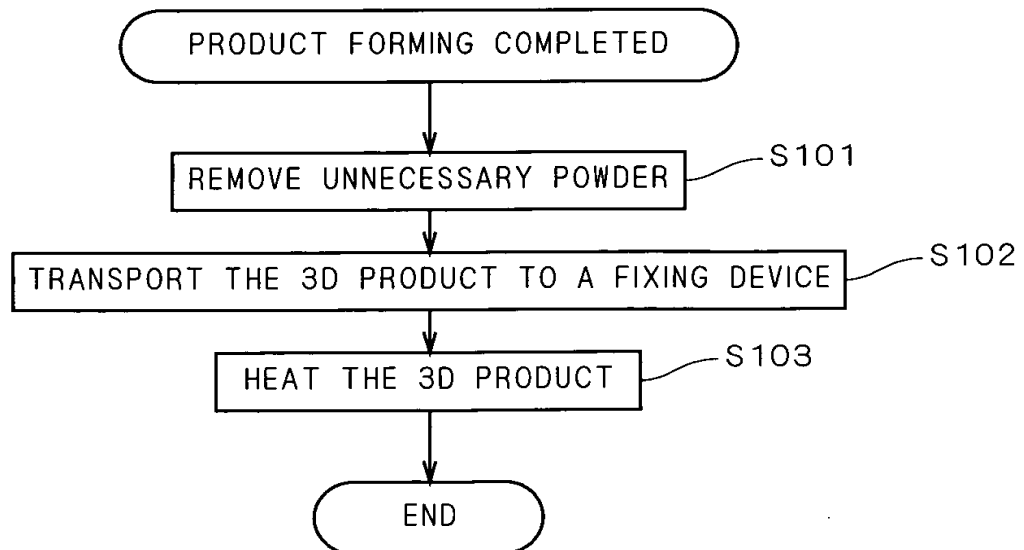 PRODUCT FORMING COMPLETED
S101
REMOVE UNNECESSARY POWDER
S102
TRANSPORT THE 3D PRODUCT TO A FIXING DEVICE
S103
HEAT THE 3D PRODUCT
END